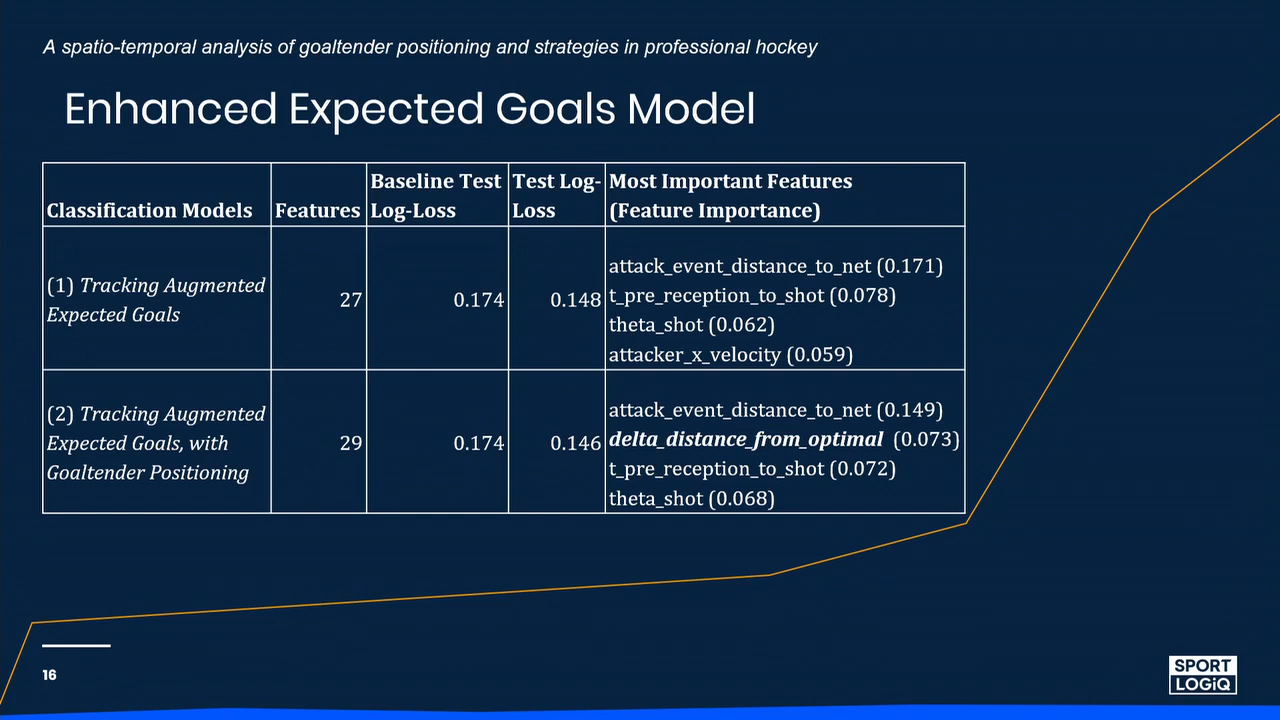 A spatio-temporal analysis of goaltender positioning and strategies in professional hockey
Enhanced Expected Goals Model
Classification Models
Features
Baseline Test
Log-Loss
Test Log-
Loss
Most Important Features
(Feature Importance)
(1) Tracking Augmented
Expected Goals
27
0.174
0.148
attack_event_distance_to_net (0.171)
t_pre_reception_to_shot (0.078)
theta_shot (0.062)
attacker_x_velocity (0.059)
(2) Tracking Augmented
Expected Goals, with
Goaltender Positioning
29
0.174
0.146
attack_event_distance_to_net (0.149)
delta_distance_from_optimal (0.073)
t_pre_reception_to_shot (0.072)
theta_shot (0.068)
16
SPORT
LOGiQ